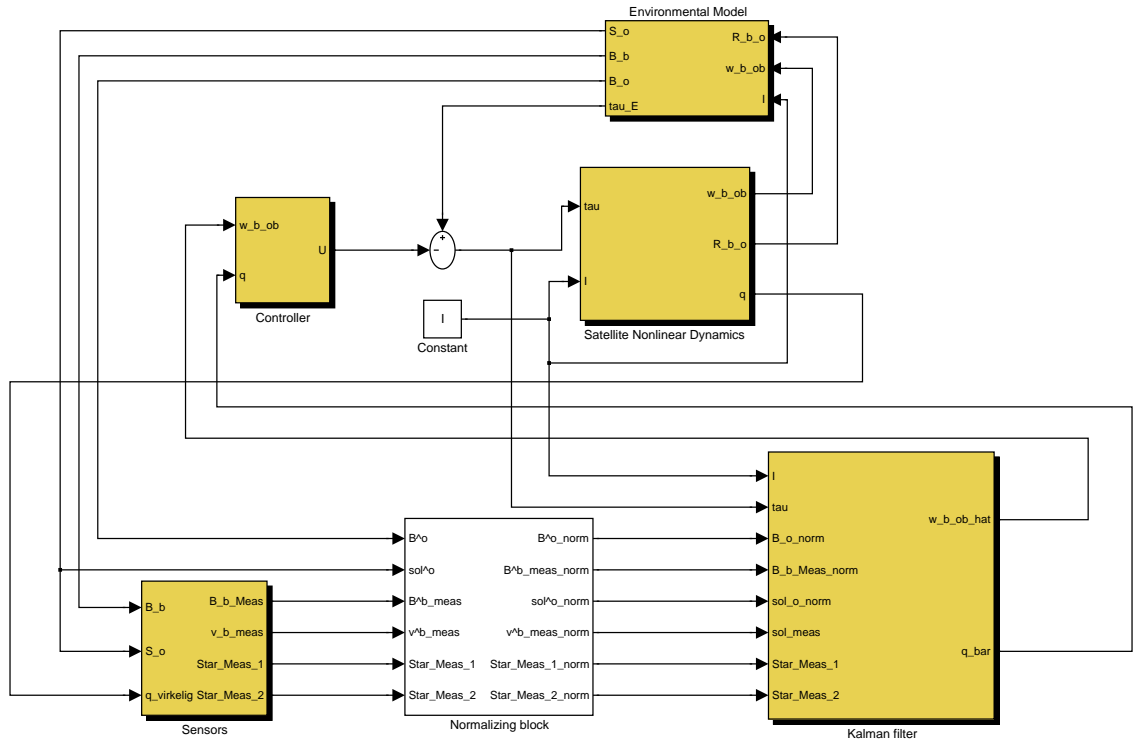 Environmental Model
S_o
B_b
B_o
tau_E
R_b_o
w_b_ob
I
w_b_ob
q
U
Controller
+
−
I
Constant
tau
I
w_b_ob
R_b_o
q
Satellite Nonlinear Dynamics
B_b
S_o
q_virkelig
B_b_Meas
v_b_meas
Star_Meas_1
Star_Meas_2
Sensors
B^o
sol^o
B^b_meas
v^b_meas
Star_Meas_1
Star_Meas_2
B^o_norm
B^b_meas_norm
sol^o_norm
v^b_meas_norm
Star_Meas_1_norm
Star_Meas_2_norm
Normalizing block
I
tau
B_o_norm
B_b_Meas_norm
sol_o_norm
sol_meas
Star_Meas_1
Star_Meas_2
w_b_ob_hat
q_bar
Kalman filter